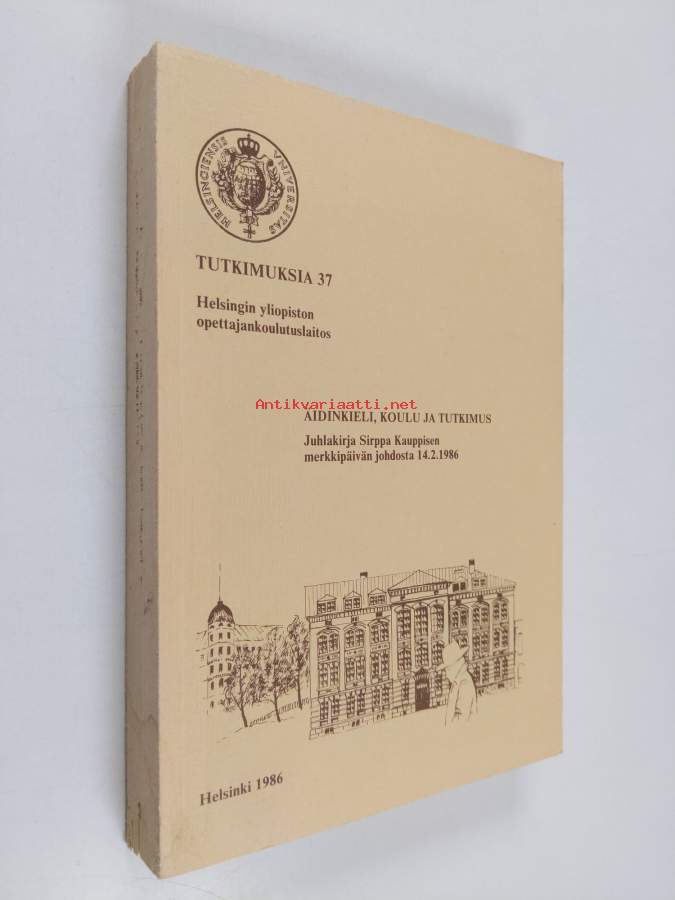 UNIVERSITAS HELSINGIENSIS
TUTKIMUKSIA 37
Helsingin yliopiston
opettajankoulutuslaitos
Antikvariaatti.net
ÄIDINKIELI, KOULU JA TUTKIMUS
Juhlakirja Sirppa Kauppisen
merkkipäivän johdosta 14.2.1986
Helsinki 1986